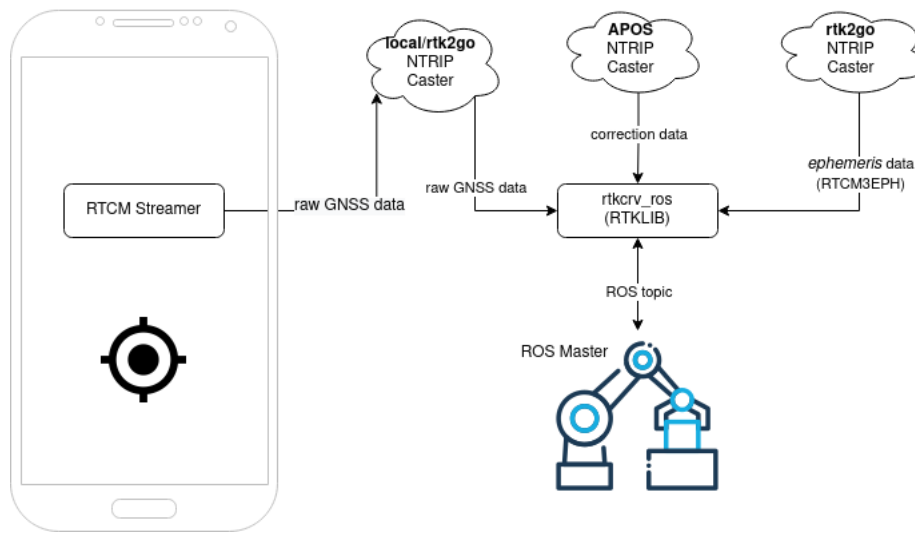 local/rtk2go
NTRIP
Caster
APOS
NTRIP
Caster
rtk2go
NTRIP
Caster
correction data
ephemeris data
(RTCM3EPH)
RTCM Streamer
raw GNSS data
raw GNSS data
rtkcrv_ros
(RTKLIB)
ROS topic
ROS Master